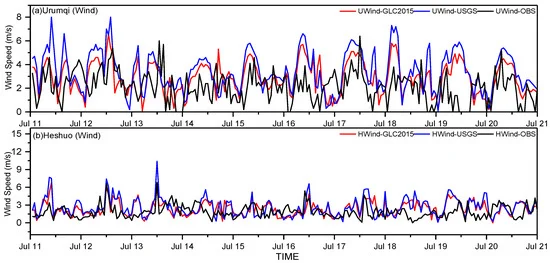 (a)Urumqi (Wind)
UWind-GLC2015 UWind-USGS UWind-OBS
Wind Speed (m/s)
8
6
4
2
0
Jul 11 Jul 12 Jul 13 Jul 14 Jul 15 Jul 16 Jul 17 Jul 18 Jul 19 Jul 20 Jul 21
(b)Heshuo (Wind)
HWind-GLC2015 HWind-USGS HWind-OBS
Wind Speed (m/s)
15
12
9
6
3
0
Jul 11 Jul 12 Jul 13 Jul 14 Jul 15 Jul 16 Jul 17 Jul 18 Jul 19 Jul 20 Jul 21
TIME